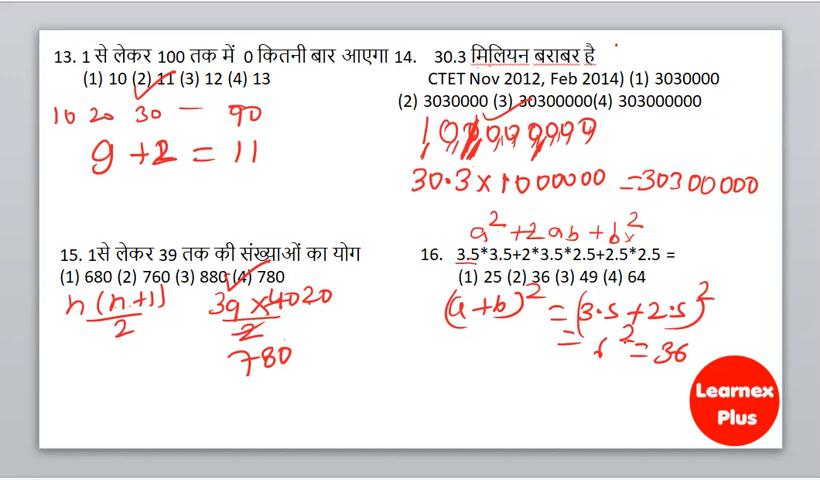 13. 1 से लेकर 100 तक में 0 कितनी बार आएगा
(1) 10 (2) 11 (3) 12 (4) 13
10 20 30 — 90
9 + 2 = 11
14. 30.3 मिलियन बराबर है
CTET Nov 2012, Feb 2014) (1) 3030000
(2) 3030000 (3) 30300000(4) 303000000
30.3 × 1000000 = 30300000
15. 1से लेकर 39 तक की संख्याओं का योग
(1) 680 (2) 760 (3) 880 (4) 780
n (n+1)
2
39 × 40 20
2
780
a² + 2ab + b²
16. 3.5*3.5+2*3.5*2.5+2.5*2.5 =
(1) 25 (2) 36 (3) 49 (4) 64
(a + b)² = (3.5 + 2.5)²
= 6² = 36
Learnex
Plus